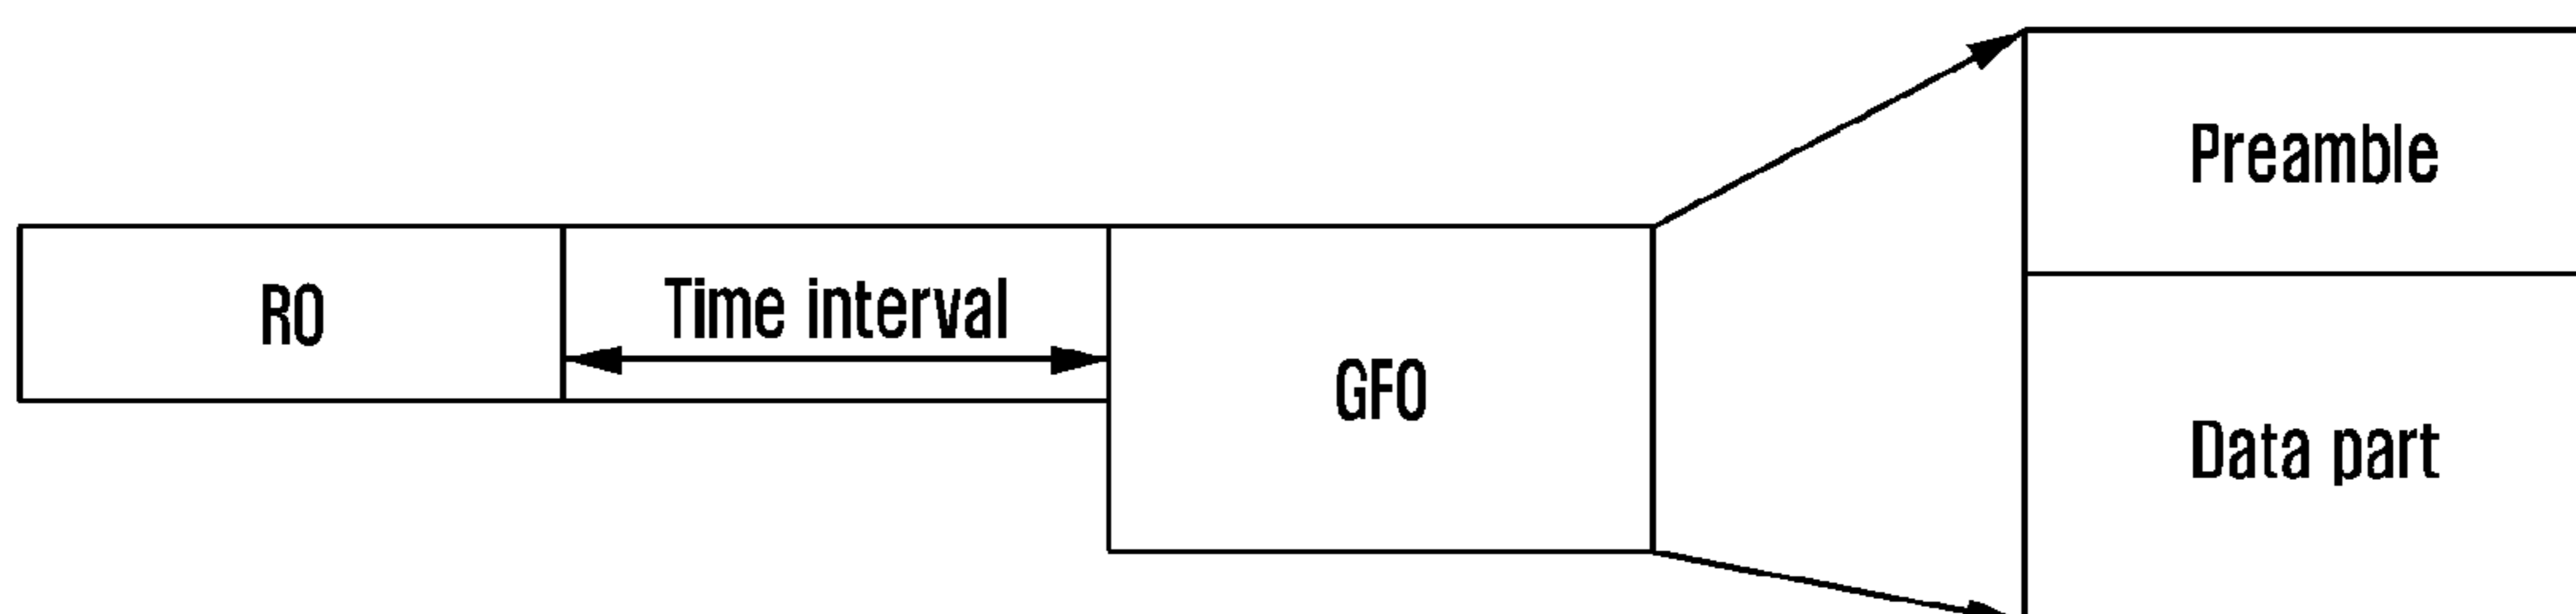 RO
Time interval
GFO
Preamble
Data part